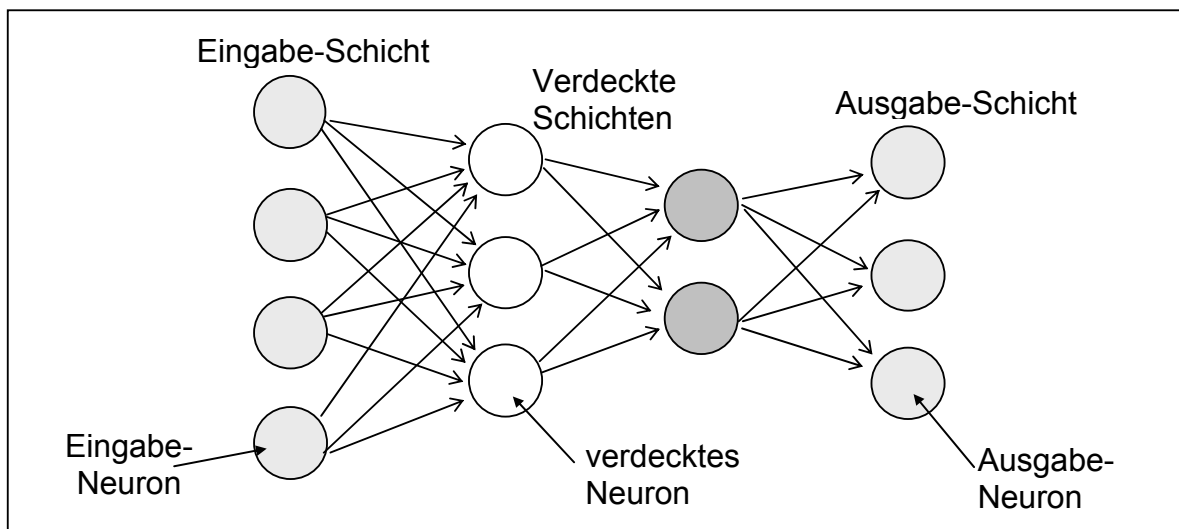 Eingabe-Schicht
Verdeckte
Schichten
Ausgabe-Schicht
Eingabe-
Neuron
verdecktes
Neuron
Ausgabe-
Neuron